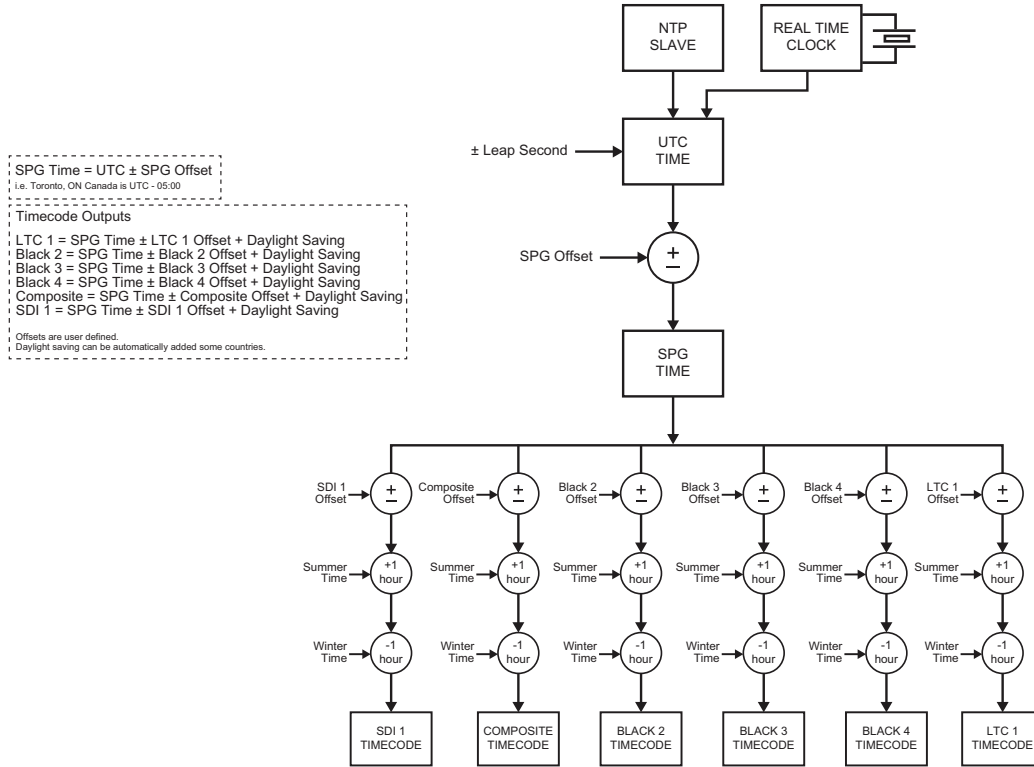 NTP
SLAVE
REAL TIME
CLOCK
± Leap Second
UTC
TIME
SPG Time = UTC ± SPG Offset
i.e. Toronto, ON Canada is UTC - 05:00
Timecode Outputs
LTC 1 = SPG Time ± LTC 1 Offset + Daylight Saving
Black 2 = SPG Time ± Black 2 Offset + Daylight Saving
Black 3 = SPG Time ± Black 3 Offset + Daylight Saving
Black 4 = SPG Time ± Black 4 Offset + Daylight Saving
Composite = SPG Time ± Composite Offset + Daylight Saving
SDI 1 = SPG Time ± SDI 1 Offset + Daylight Saving
Offsets are user defined.
Daylight saving can be automatically added some countries.
SPG Offset
±
SPG
TIME
SDI 1
Offset
±
Composite
Offset
±
Black 2
Offset
±
Black 3
Offset
±
Black 4
Offset
±
LTC 1
Offset
±
Summer
Time
+1
hour
Summer
Time
+1
hour
Summer
Time
+1
hour
Summer
Time
+1
hour
Summer
Time
+1
hour
Summer
Time
+1
hour
Winter
Time
-1
hour
Winter
Time
-1
hour
Winter
Time
-1
hour
Winter
Time
-1
hour
Winter
Time
-1
hour
Winter
Time
-1
hour
SDI 1
TIMECODE
COMPOSITE
TIMECODE
BLACK 2
TIMECODE
BLACK 3
TIMECODE
BLACK 4
TIMECODE
LTC 1
TIMECODE